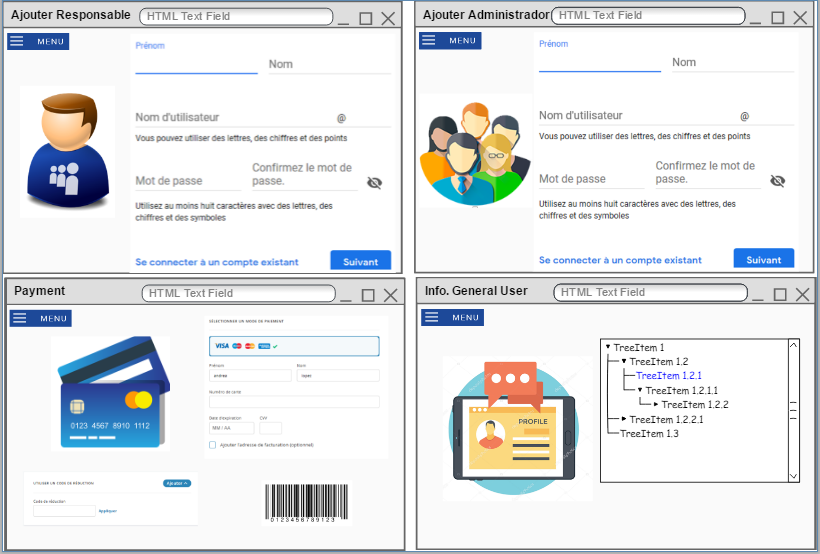 Ajouter Responsable
HTML Text Field
MENU
Prénom
Nom
Nom d'utilisateur
@
Vous pouvez utiliser des lettres, des chiffres et des points
Mot de passe
Confirmez le mot de
passe.
Utilisez au moins huit caractères avec des lettres, des
chiffres et des symboles
Se connecter à un compte existant
Suivant
Ajouter Administrador
HTML Text Field
MENU
Prénom
Nom
Nom d'utilisateur
@
Vous pouvez utiliser des lettres, des chiffres et des points
Mot de passe
Confirmez le mot de
passe.
Utilisez au moins huit caractères avec des lettres, des
chiffres et des symboles
Se connecter à un compte existant
Suivant
Payment
HTML Text Field
MENU
0123 4567 8910 1112
SÉLECTIONNER UN MODE DE PAIEMENT
VISA
Prénom
Nom
andrea
lopez
Numéro de carte
Date d'expiration
CVV
MM / AA
Ajouter l'adresse de facturation (optionnel)
UTILISER UN CODE DE RÉDUCTION
Ajouter
Code de réduction
Appliquer
0123456789123
Info. General User
HTML Text Field
MENU
PROFILE
TreeItem 1
TreeItem 1.2
TreeItem 1.2.1
TreeItem 1.2.1.1
TreeItem 1.2.2
TreeItem 1.2.2.1
TreeItem 1.3